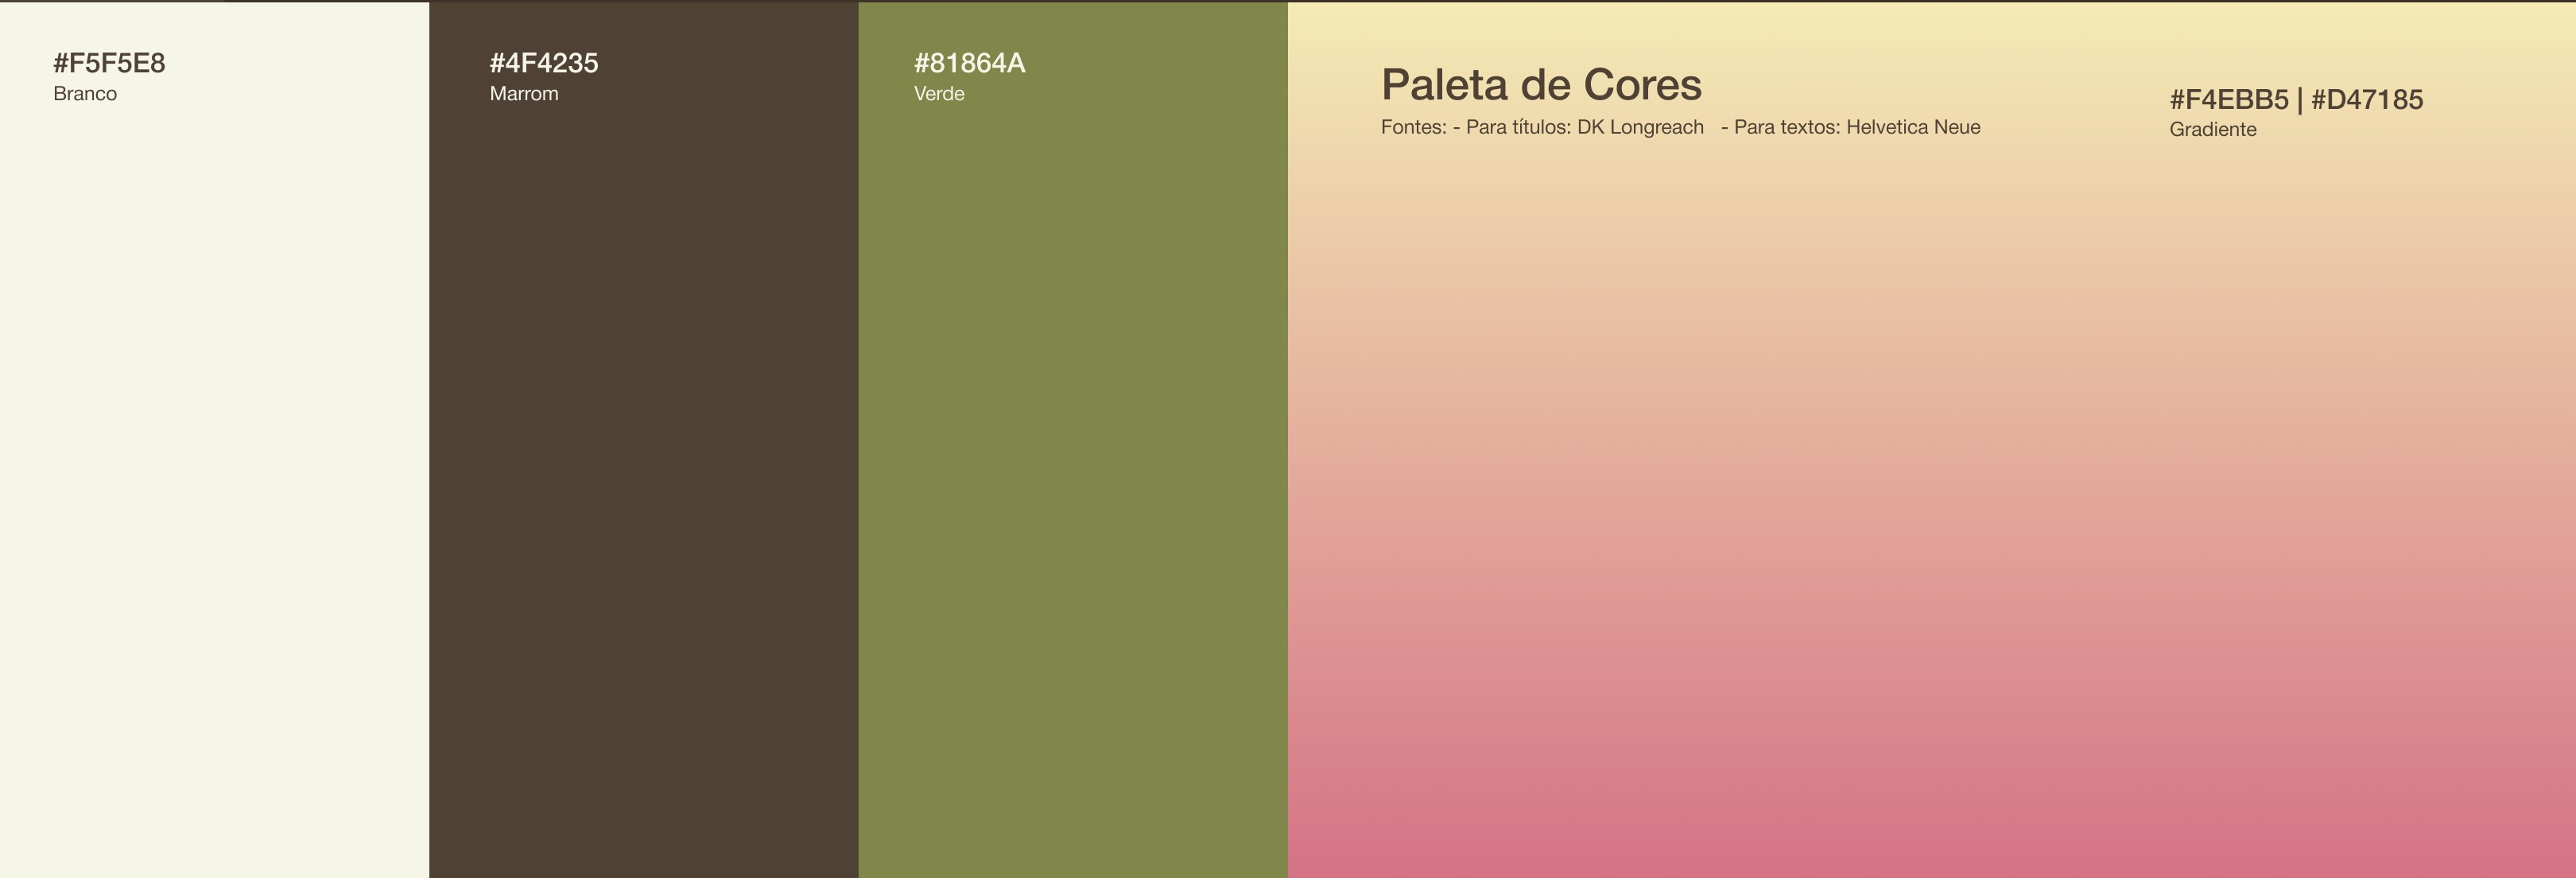 #F5F5E8
Branco
#4F4235
Marrom
#81864A
Verde
Paleta de Cores
Fontes: - Para títulos: DK Longreach - Para textos: Helvetica Neue
#F4EBB5 | #D47185
Gradiente